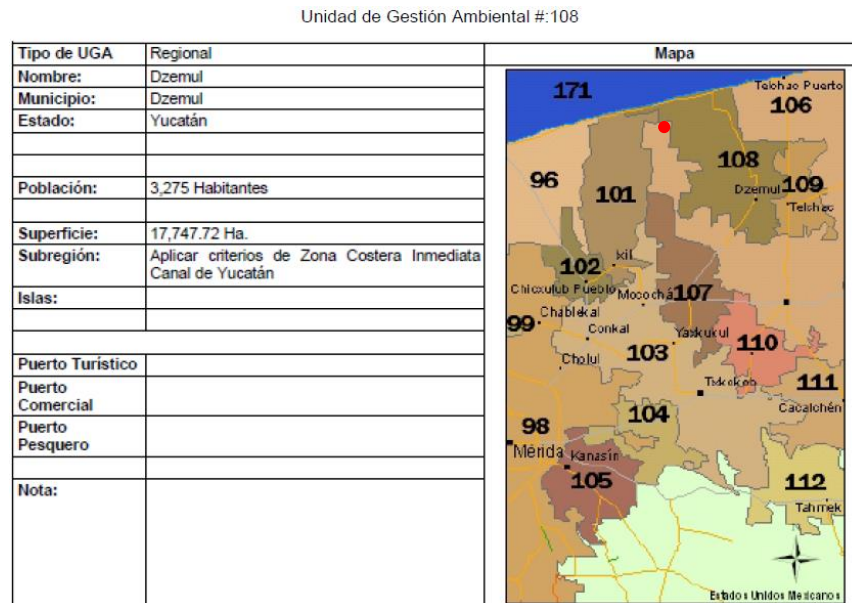 Unidad de Gestión Ambiental #:108
Tipo de UGA Regional Mapa
Nombre: Dzemul
Municipio: Dzemul
Estado: Yucatán
Población: 3,275 Habitantes
Superficie: 17,747.72 Ha.
Subregión: Aplicar criterios de Zona Costera Inmediata
Canal de Yucatán
Islas:
Puerto Turístico
Puerto
Comercial
Puerto
Pesquero
Nota:
171
Telchac Puerto
106
108
96
101
Dzemul
109
Telchac
102
Ixil
Chicxulub Pueblo
Mocochá
107
Chablekal
99
Conkal
Yaxkukul
110
103
Cholul
Tixkokob
111
Cacalchén
104
98
Mérida
Kanasín
105
112
Tahmek
Estados Unidos Mexicanos